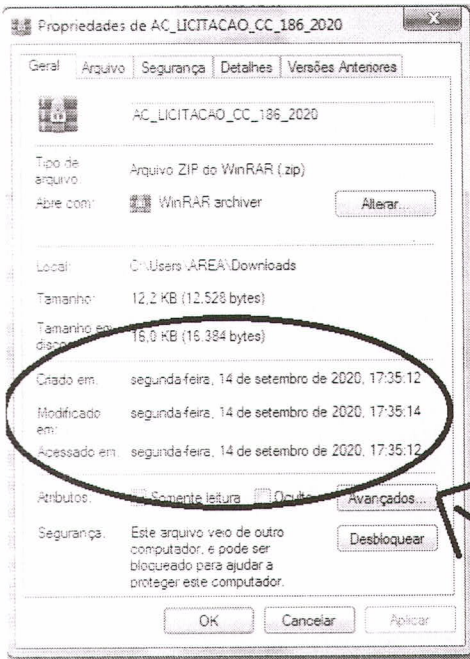 Propriedades de AC_LICITACAO_CC_186_2020
Geral Arquivo Segurança Detalhes Versões Anteriores
AC_LICITACAO_CC_186_2020
Tipo de arquivo: Arquivo ZIP do WinRAR (.zip)
Abre com: WinRAR archiver Alterar...
Local: C:\Users\AREA\Downloads
Tamanho: 12,2 KB (12.528 bytes)
Tamanho em disco: 16,0 KB (16.384 bytes)
Criado em: segunda-feira, 14 de setembro de 2020, 17:35:12
Modificado em: segunda-feira, 14 de setembro de 2020, 17:35:14
Acessado em: segunda-feira, 14 de setembro de 2020, 17:35:12
Atributos: Somente leitura Oculto Avançados...
Segurança: Este arquivo veio de outro
computador, e pode ser
bloqueado para ajudar a
proteger este computador.
Desbloquear
OK Cancelar Aplicar